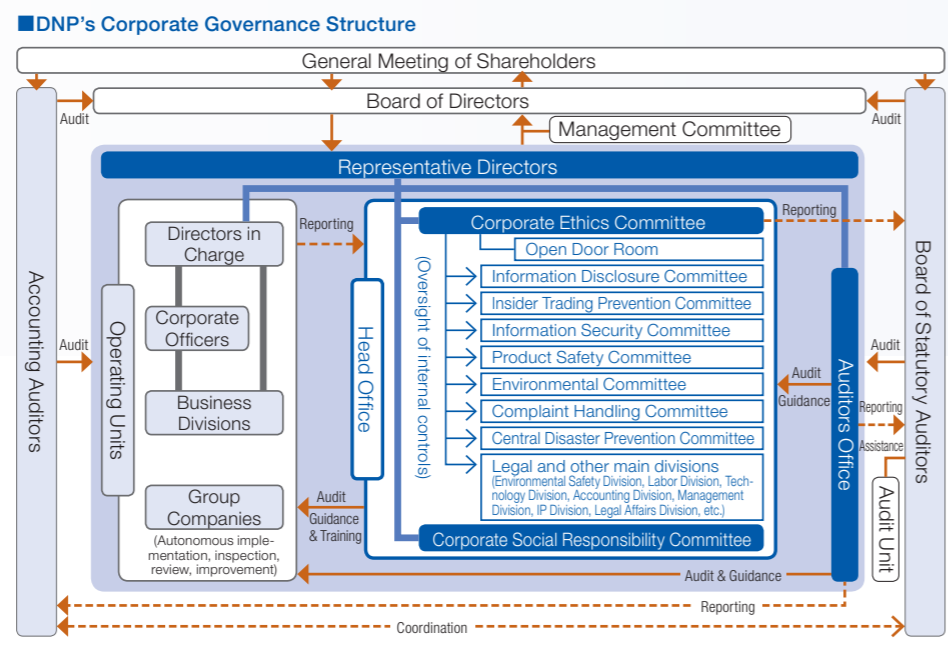 ■DNP's Corporate Governance Structure
General Meeting of Shareholders
Board of Directors
Audit
Audit
Management Committee
Representative Directors
Accounting Auditors
Audit
Operating Units
Directors in
Charge
Corporate
Officers
Business
Divisions
Group
Companies
(Autonomous imple-
mentation, inspection,
review, improvement)
Reporting
Head Office
Audit
Guidance
& Training
(Oversight of internal controls)
Corporate Ethics Committee
Open Door Room
Information Disclosure Committee
Insider Trading Prevention Committee
Information Security Committee
Product Safety Committee
Environmental Committee
Complaint Handling Committee
Central Disaster Prevention Committee
Legal and other main divisions
(Environmental Safety Division, Labor Division, Tech-
nology Division, Accounting Division, Management
Division, IP Division, Legal Affairs Division, etc.)
Corporate Social Responsibility Committee
Reporting
Audit
Guidance
Auditors Office
Audit
Reporting
Assistance
Audit Unit
Board of Statutory Auditors
Audit & Guidance
Reporting
Coordination